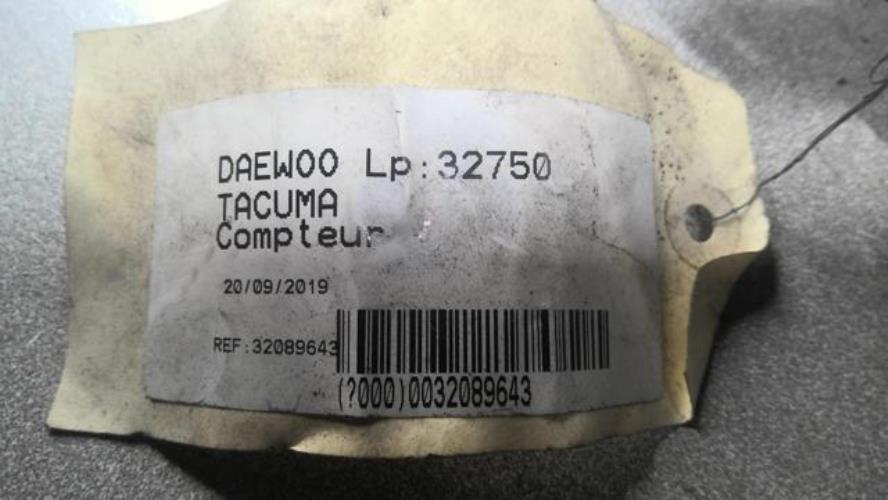 DAEWOO Lp:32750
TACUMA
Compteur
20/09/2019
REF:32089643
(?000)0032089643